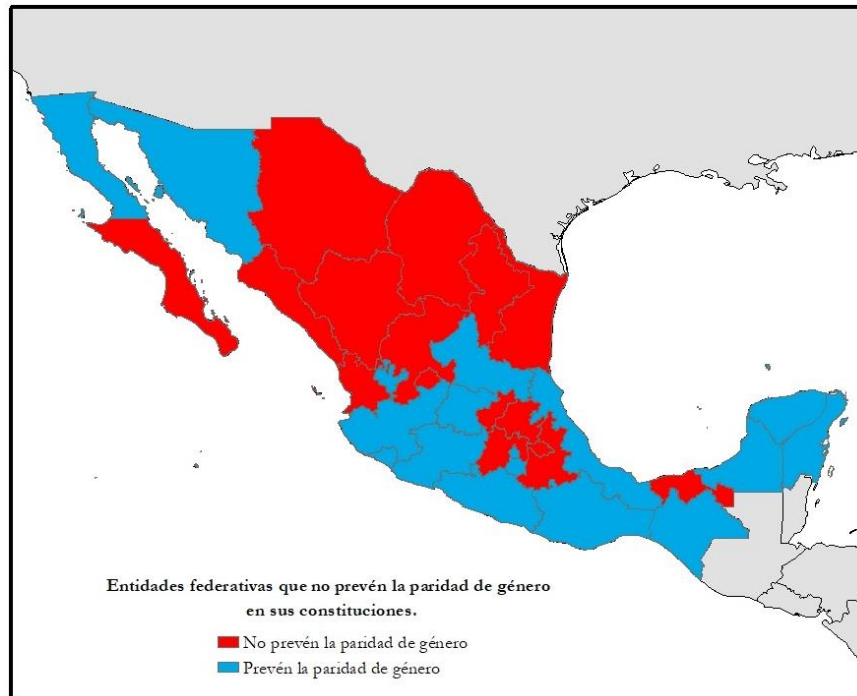 Entidades federativas que no prevén la paridad de género
en sus constituciones.
No prevén la paridad de género
Prevén la paridad de género